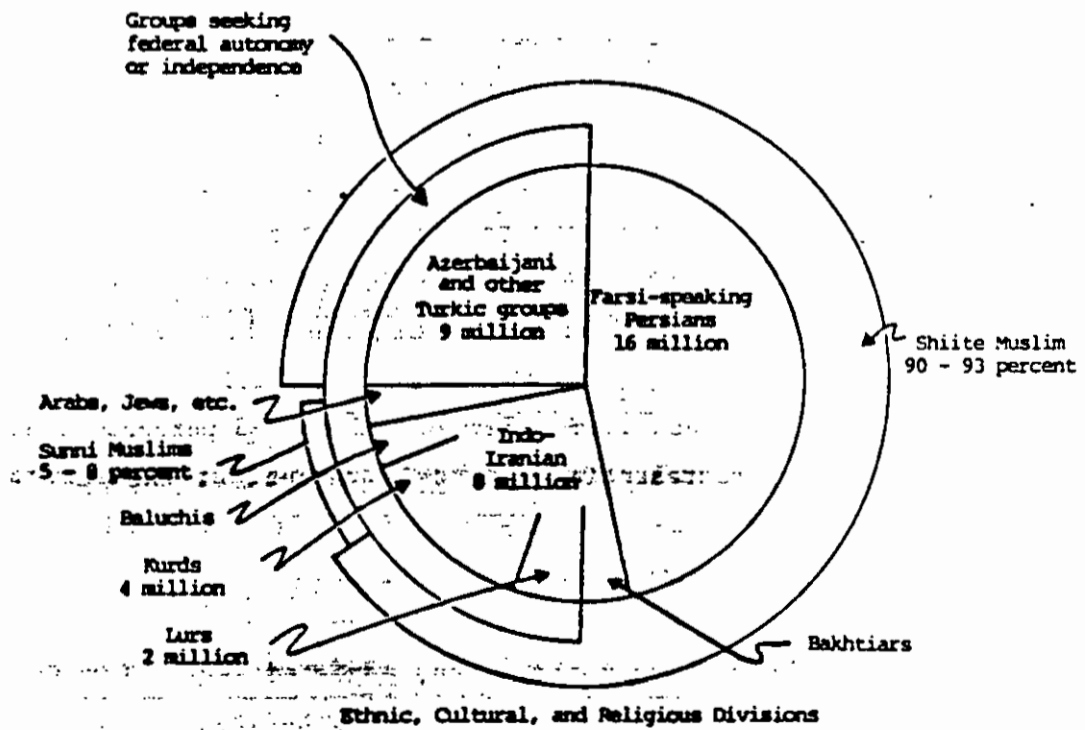 Groups seeking
federal autonomy
or independence
Azerbaijani
and other
Turkic groups
9 million
Farsi-speaking
Persians
16 million
Shiite Muslim
90 - 93 percent
Arabs, Jews, etc.
Sunni Muslims
5 - 8 percent
Indo-
Iranian
8 million
Baluchis
Kurds
4 million
Lurs
2 million
Bakhtiars
Ethnic, Cultural, and Religious Divisions